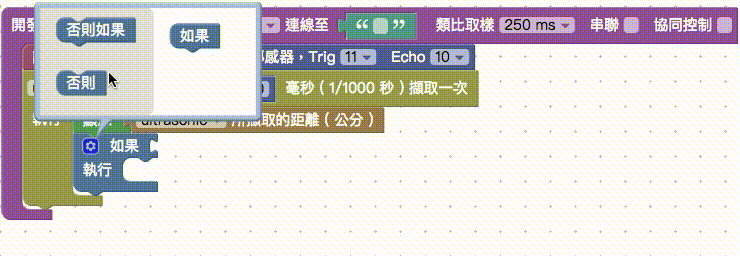 否則如果
如果
否則
開發 連線至 “ ” 類比取樣 250 ms 串聯 協同控制
感器，Trig 11 Echo 10
毫秒（1/1000 秒）擷取一次
執行 ultrasonic 所擷取的距離（公分）
如果
執行